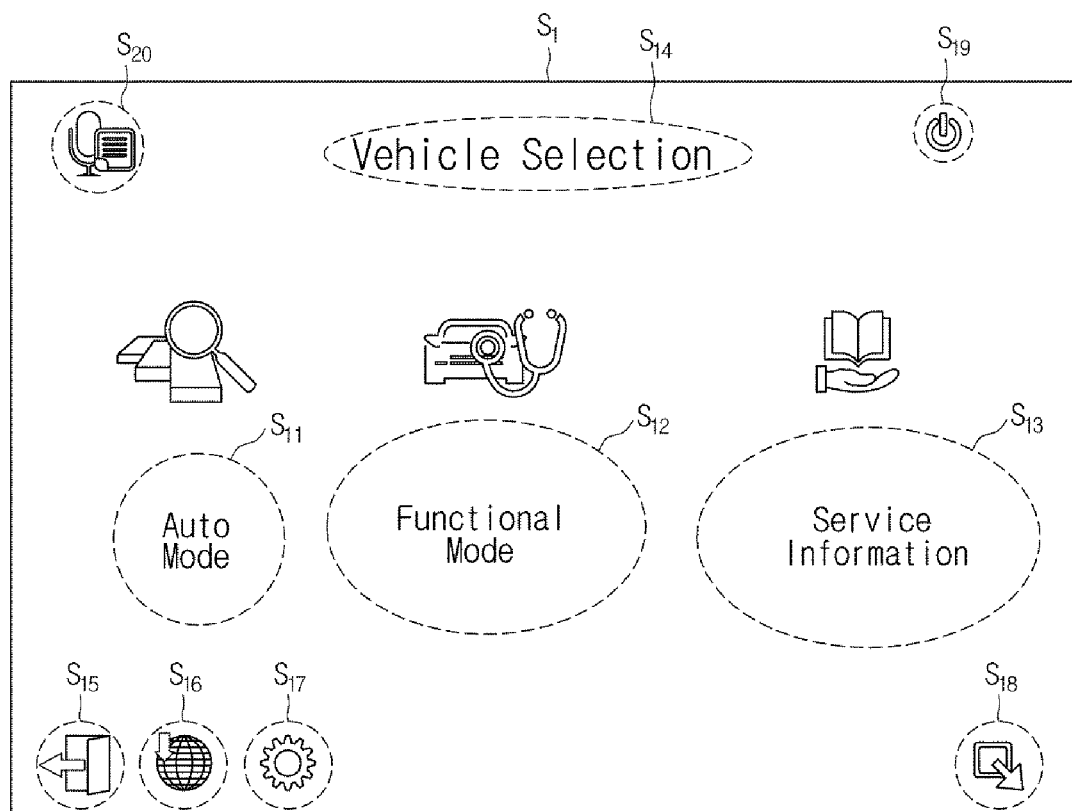 S20
S1
S14
S19
Vehicle Selection
S11
S12
S13
Auto
Mode
Functional
Mode
Service
Information
S15
S16
S17
S18